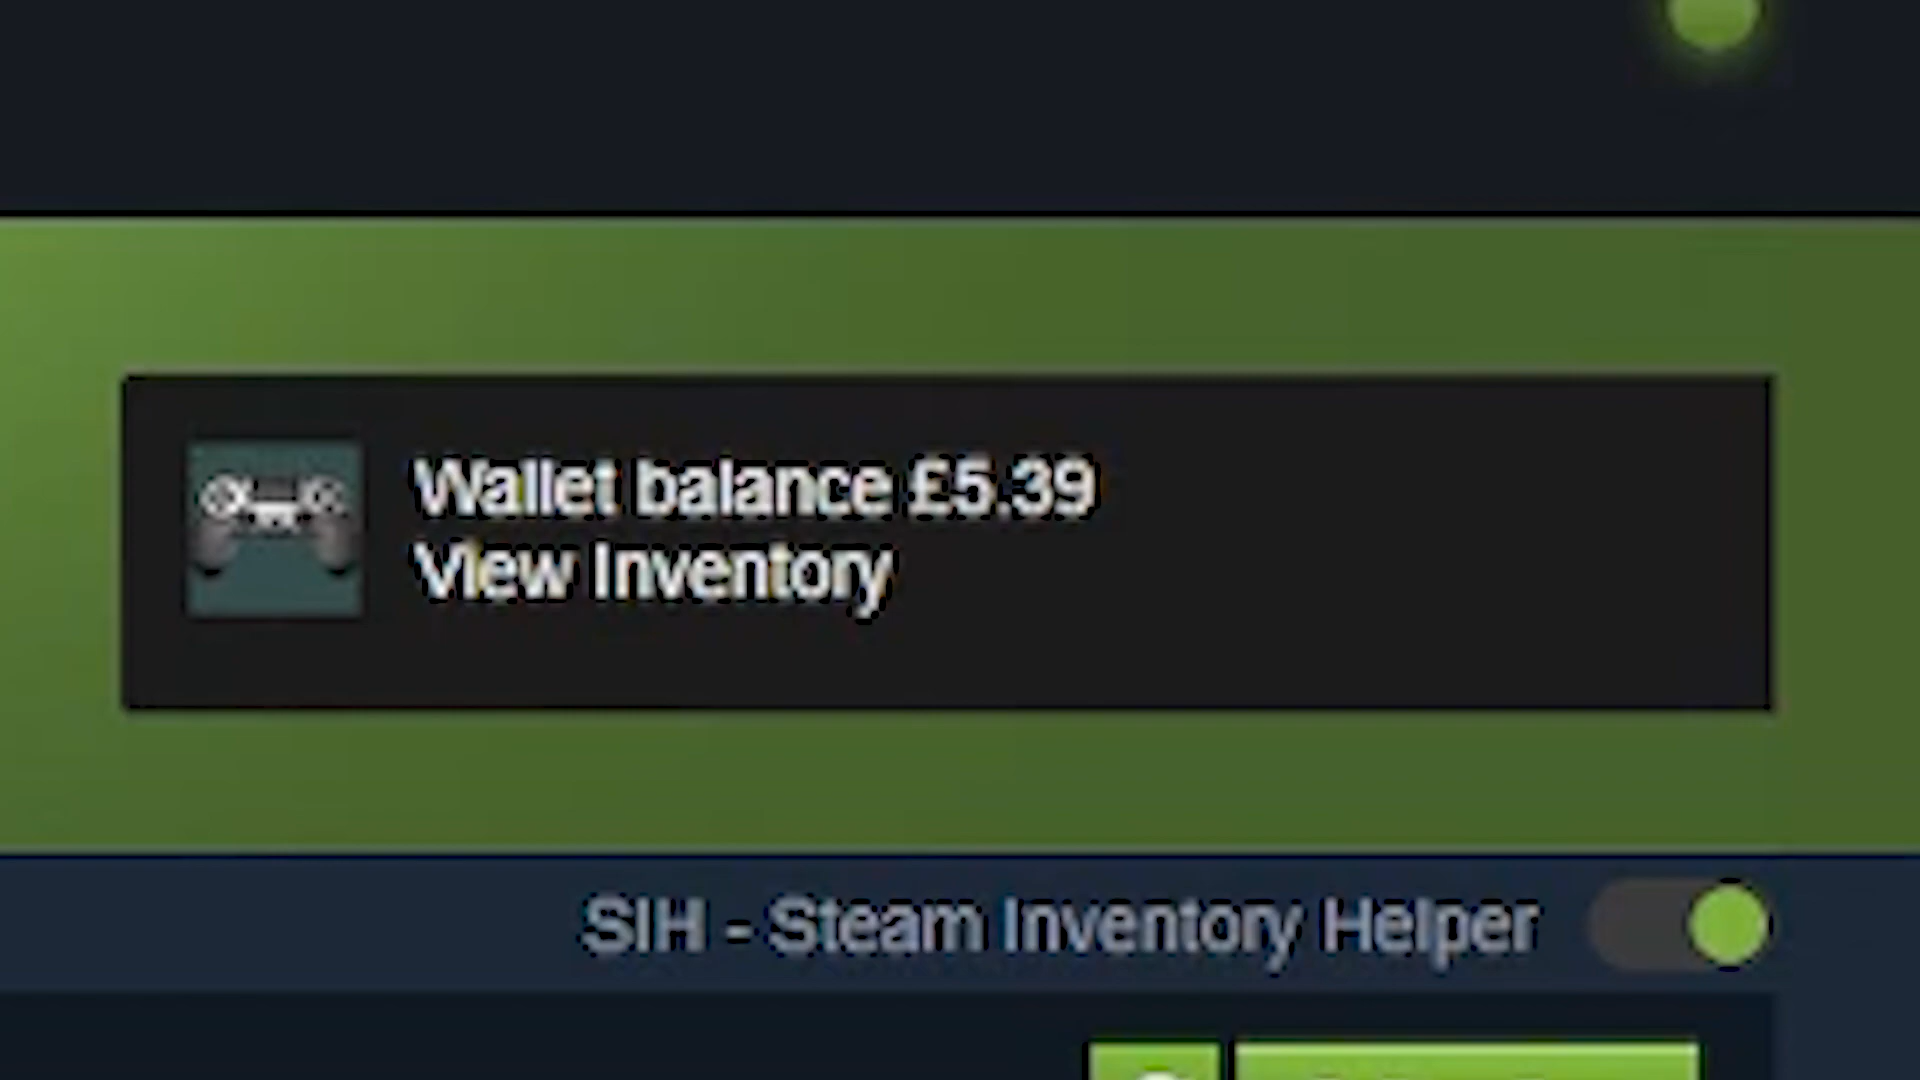 Wallet balance £5.39
View Inventory
SIH - Steam Inventory Helper